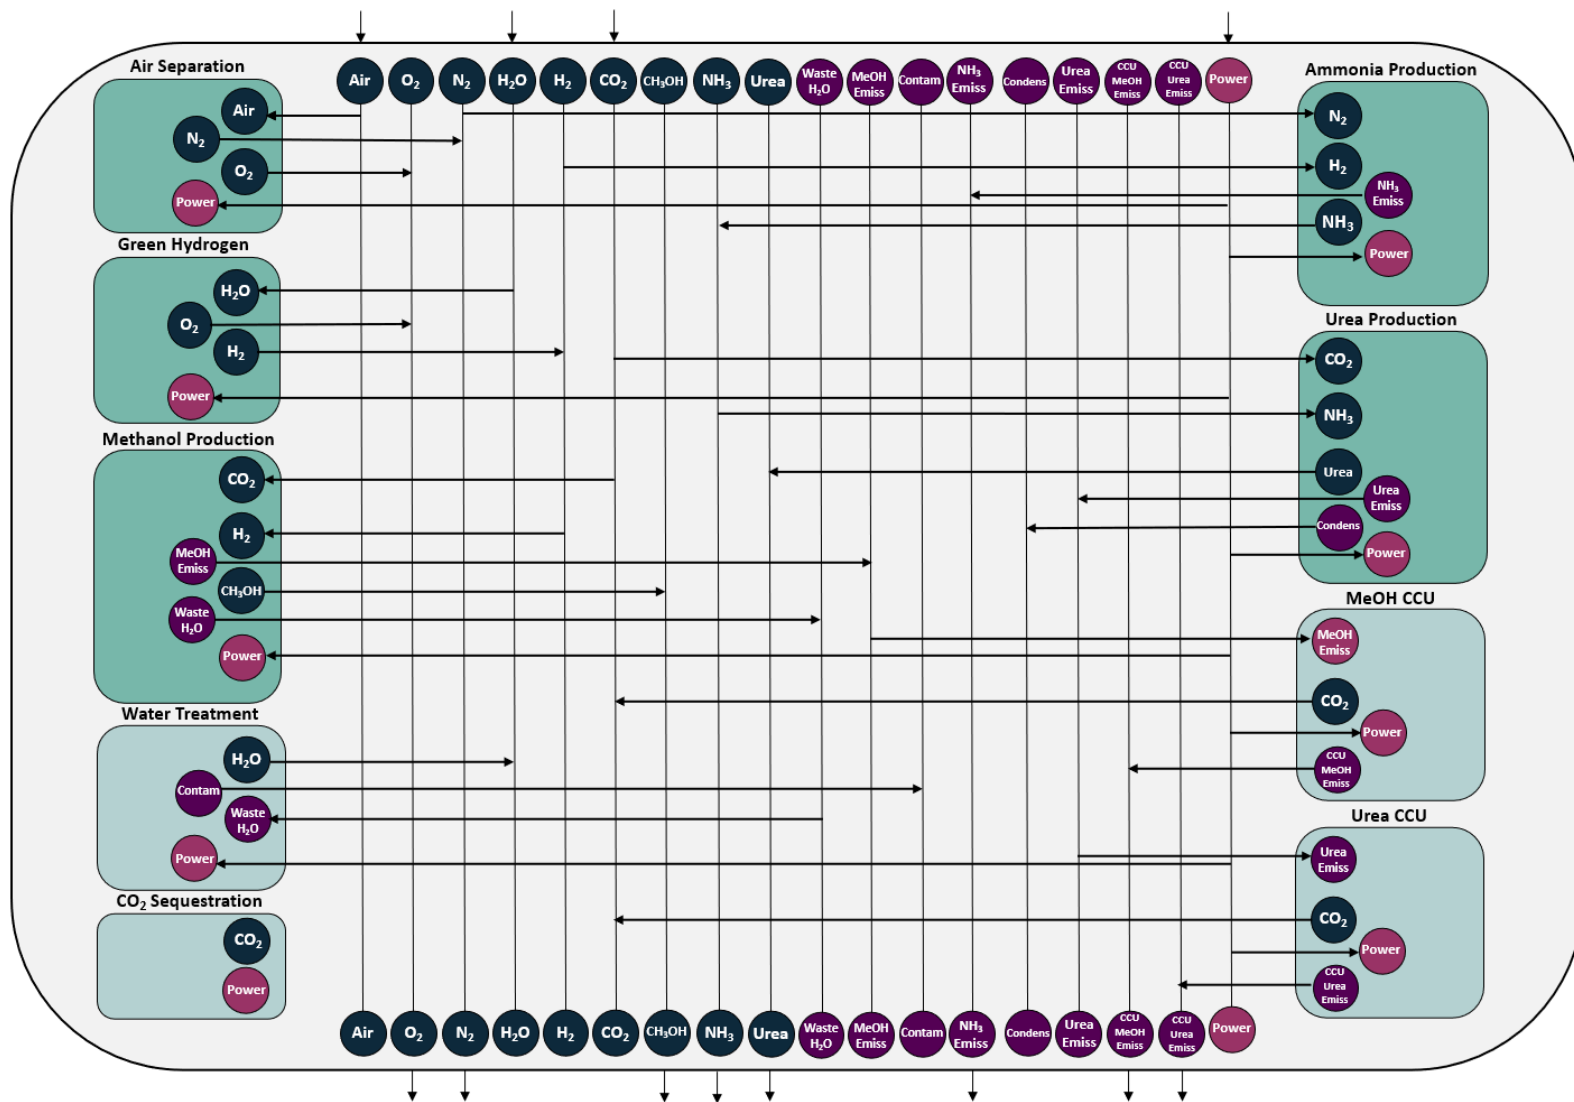 Air Separation
Air
N₂
O₂
Power
Green Hydrogen
H₂O
O₂
H₂
Power
Methanol Production
CO₂
H₂
MeOH
Emiss
CH₃OH
Waste
H₂O
Power
Water Treatment
H₂O
Contam
Waste
H₂O
Power
CO₂ Sequestration
CO₂
Power
Air
O₂
N₂
H₂O
H₂
CO₂
CH₃OH
NH₃
Urea
Waste
H₂O
MeOH
Emiss
Contam
NH₃
Emiss
Condens
Urea
Emiss
CCU
MeOH
Emiss
CCU
Urea
Emiss
Power
Ammonia Production
N₂
H₂
NH₃
Emiss
NH₃
Power
Urea Production
CO₂
NH₃
Urea
Urea
Emiss
Condens
Power
MeOH CCU
MeOH
Emiss
CO₂
Power
CCU
MeOH
Emiss
Urea CCU
Urea
Emiss
CO₂
Power
CCU
Urea
Emiss
Air
O₂
N₂
H₂O
H₂
CO₂
CH₃OH
NH₃
Urea
Waste
H₂O
MeOH
Emiss
Contam
NH₃
Emiss
Condens
Urea
Emiss
CCU
MeOH
Emiss
CCU
Urea
Emiss
Power